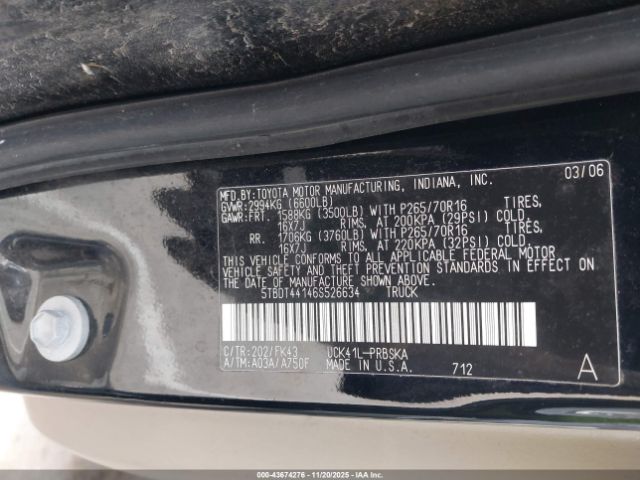 MFD.BY:TOYOTA MOTOR MANUFACTURING, INDIANA, INC. 03/06
GVWR:2994KG (6600LB)
GAWR:FRT. 1588KG (3500LB) WITH P265/70R16 TIRES,
16X7J RIMS, AT 200KPA (29PSI) COLD.
RR. 1706KG (3760LB) WITH P265/70R16 TIRES,
16X7J RIMS, AT 220KPA (32PSI) COLD.
THIS VEHICLE CONFORMS TO ALL APPLICABLE FEDERAL MOTOR
VEHICLE SAFETY AND THEFT PREVENTION STANDARDS IN EFFECT ON
THE DATE OF MANUFACTURE SHOWN ABOVE.
5TBDT44146S526634 TRUCK
C/TR:202/FK43 UCK41L-PRBSKA
A/TM:A03A/A750F MADE IN U.S.A. 712 A
000-43674276 - 11/20/2025 - IAAI.COM